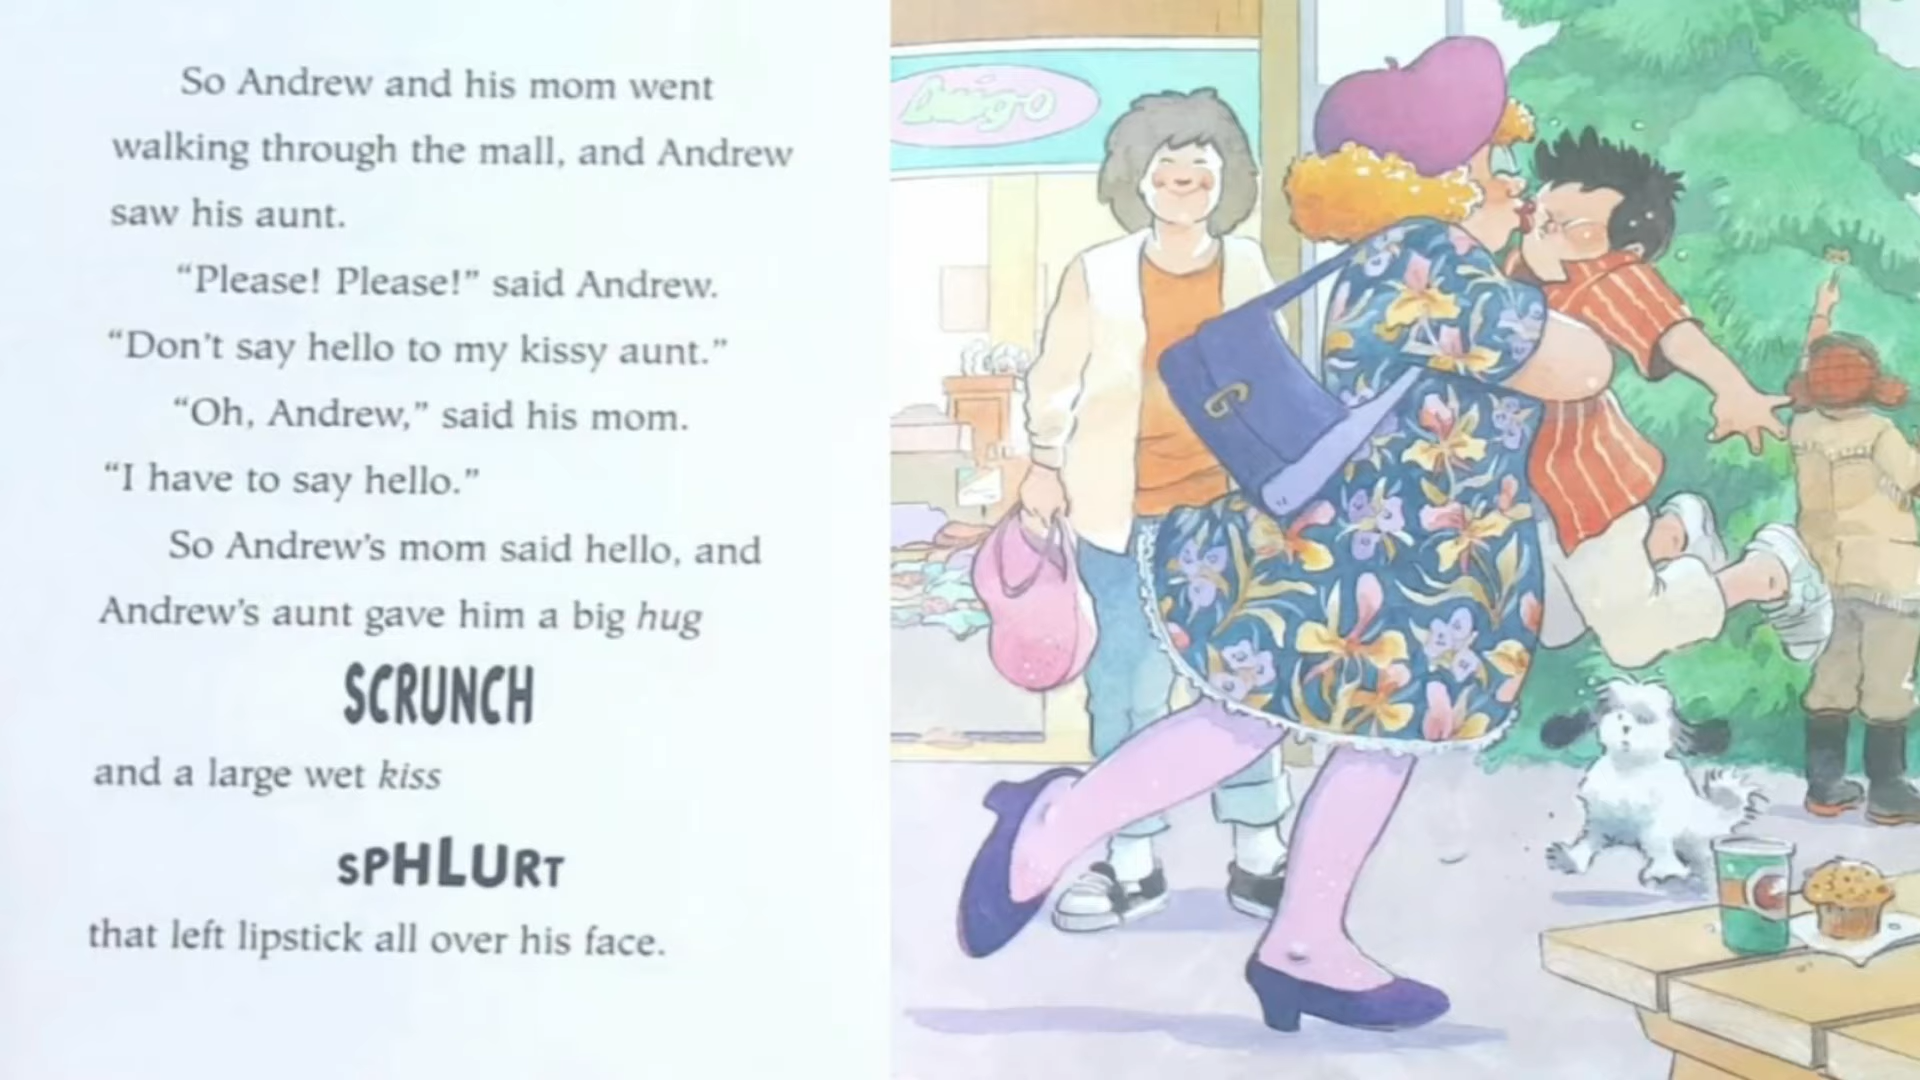 So Andrew and his mom went
walking through the mall, and Andrew
saw his aunt.
“Please! Please!” said Andrew.
“Don’t say hello to my kissy aunt.”
“Oh, Andrew,” said his mom.
“I have to say hello.”
So Andrew’s mom said hello, and
Andrew’s aunt gave him a big hug
SCRUNCH
and a large wet kiss
SPHLURT
that left lipstick all over his face.